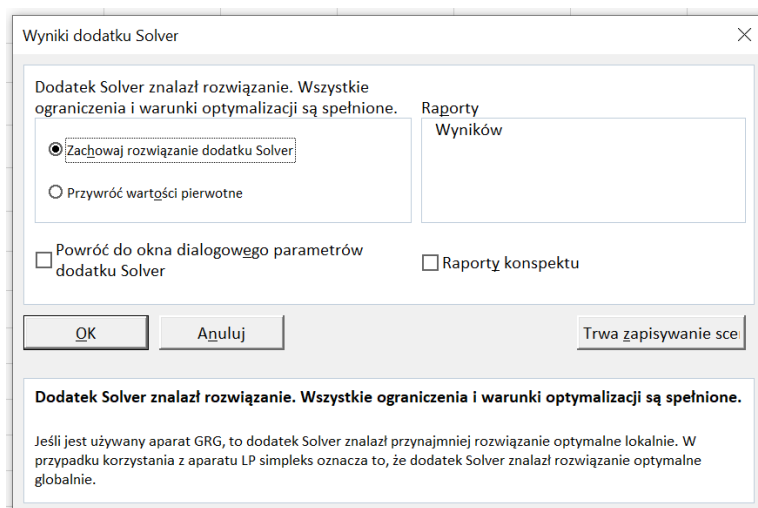 Wyniki dodatku Solver
Dodatek Solver znalazł rozwiązanie. Wszystkie
ograniczenia i warunki optymalizacji są spełnione.
Raporty
Wyników
Zachowaj rozwiązanie dodatku Solver
Przywróć wartości pierwotne
Powróć do okna dialogowego parametrów
dodatku Solver
Raporty konspektu
OK
Anuluj
Trwa zapisywanie sce
Dodatek Solver znalazł rozwiązanie. Wszystkie ograniczenia i warunki optymalizacji są spełnione.
Jeśli jest używany aparat GRG, to dodatek Solver znalazł przynajmniej rozwiązanie optymalne lokalnie. W
przypadku korzystania z aparatu LP simpleks oznacza to, że dodatek Solver znalazł rozwiązanie optymalne
globalnie.